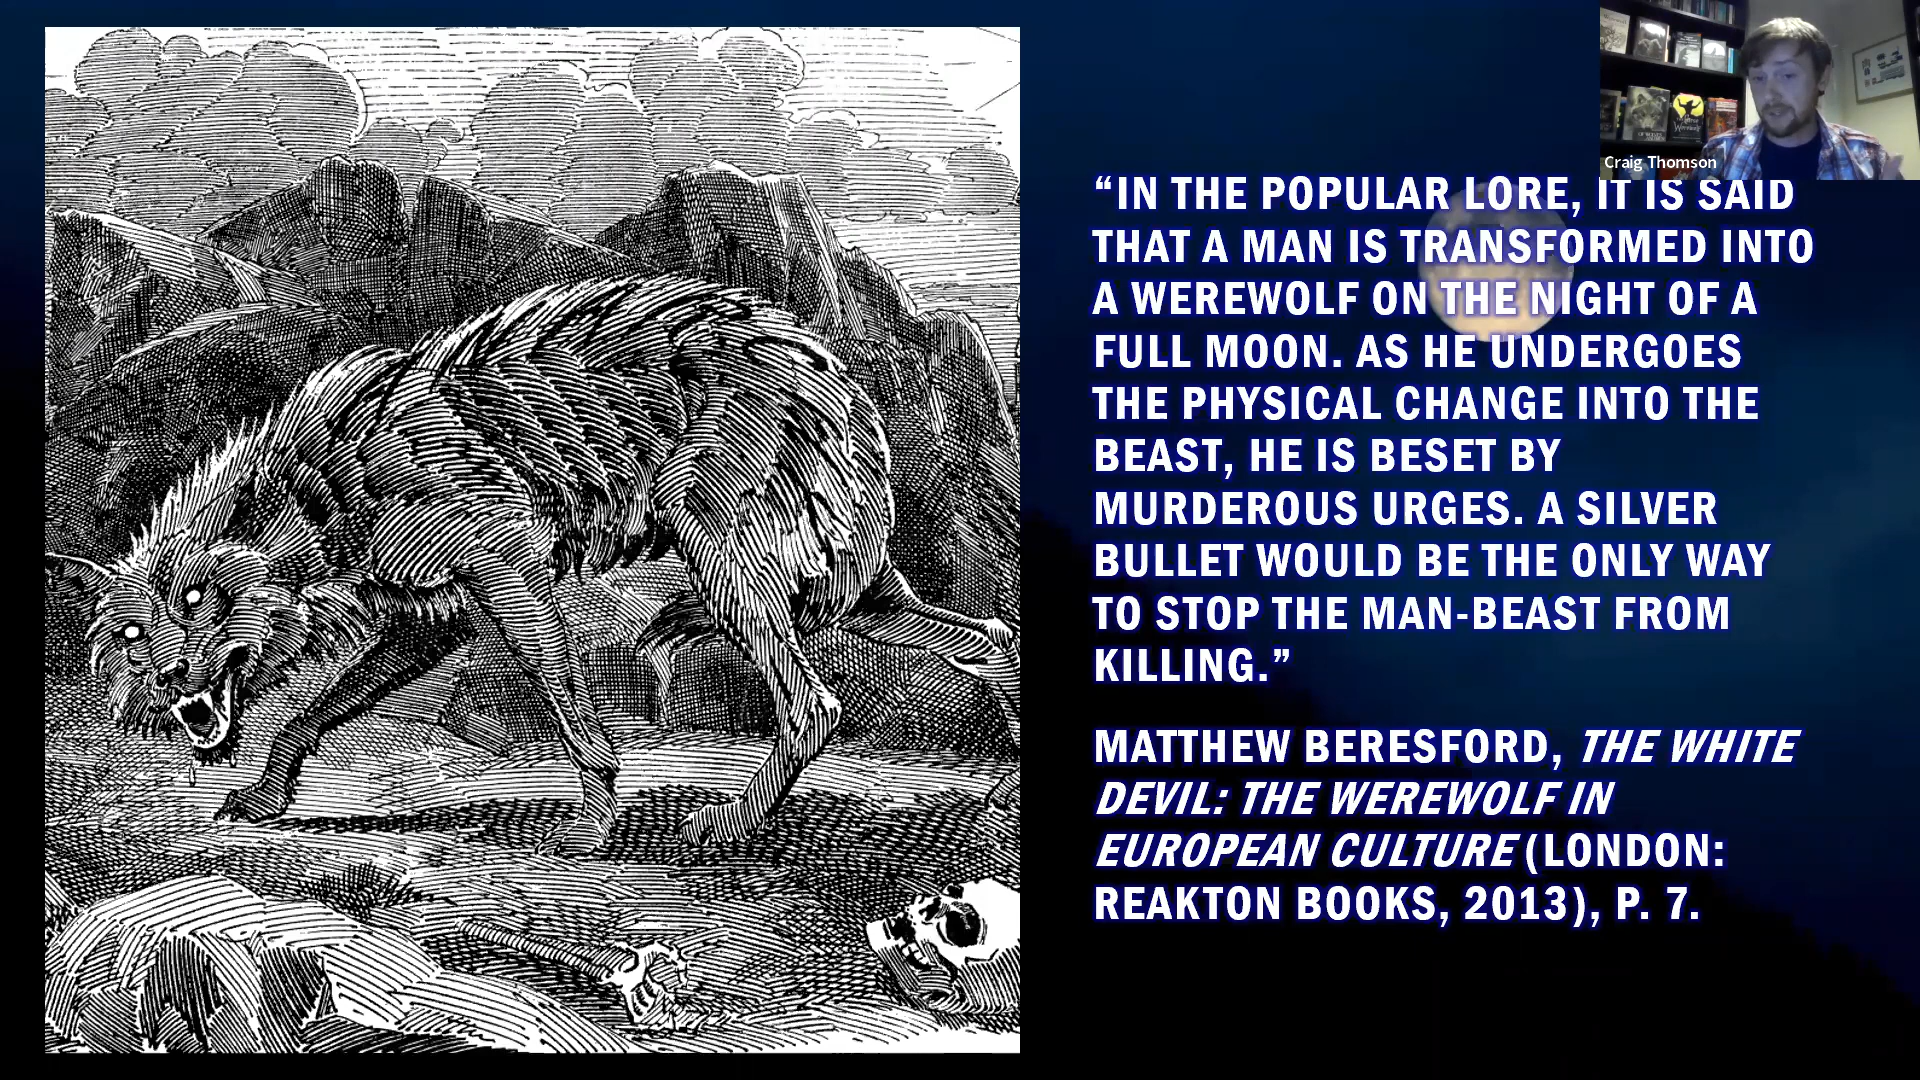 Craig Thomson
“IN THE POPULAR LORE, IT IS SAID
THAT A MAN IS TRANSFORMED INTO
A WEREWOLF ON THE NIGHT OF A
FULL MOON. AS HE UNDERGOES
THE PHYSICAL CHANGE INTO THE
BEAST, HE IS BESET BY
MURDEROUS URGES. A SILVER
BULLET WOULD BE THE ONLY WAY
TO STOP THE MAN-BEAST FROM
KILLING.”
MATTHEW BERESFORD, THE WHITE
DEVIL: THE WEREWOLF IN
EUROPEAN CULTURE (LONDON:
REAKTON BOOKS, 2013), P. 7.